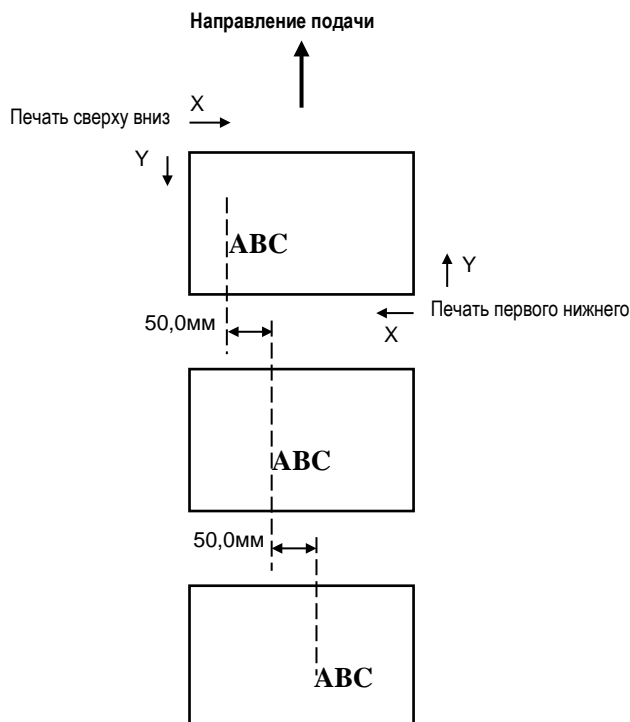 Направление подачи
X
Печать сверху вниз
Y
ABC
Y
Печать первого нижнего
X
50,0мм
ABC
50,0мм
ABC